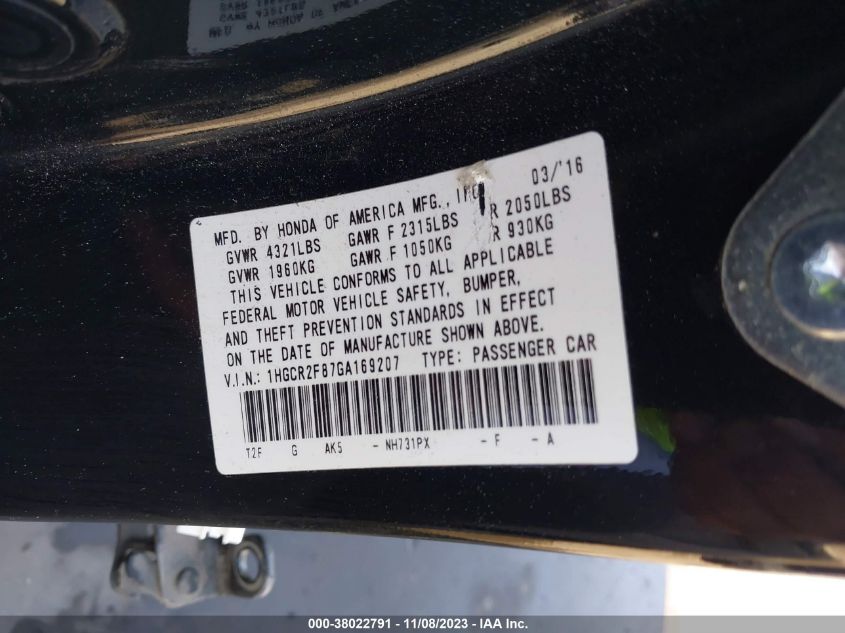 MFD. BY HONDA OF AMERICA MFG., 03/'16
GVWR 4321LBS GAWR F 2315LBS R 2050LBS
GVWR 1960KG GAWR F 1050KG R 930KG
THIS VEHICLE CONFORMS TO ALL APPLICABLE
FEDERAL MOTOR VEHICLE SAFETY, BUMPER,
AND THEFT PREVENTION STANDARDS IN EFFECT
ON THE DATE OF MANUFACTURE SHOWN ABOVE.
V.I.N.: 1HGCR2F87GA169207 TYPE: PASSENGER CAR
T2F G AK5 - NH731PX - F - A
000-38022791 - 11/08/2023 - IAA Inc.